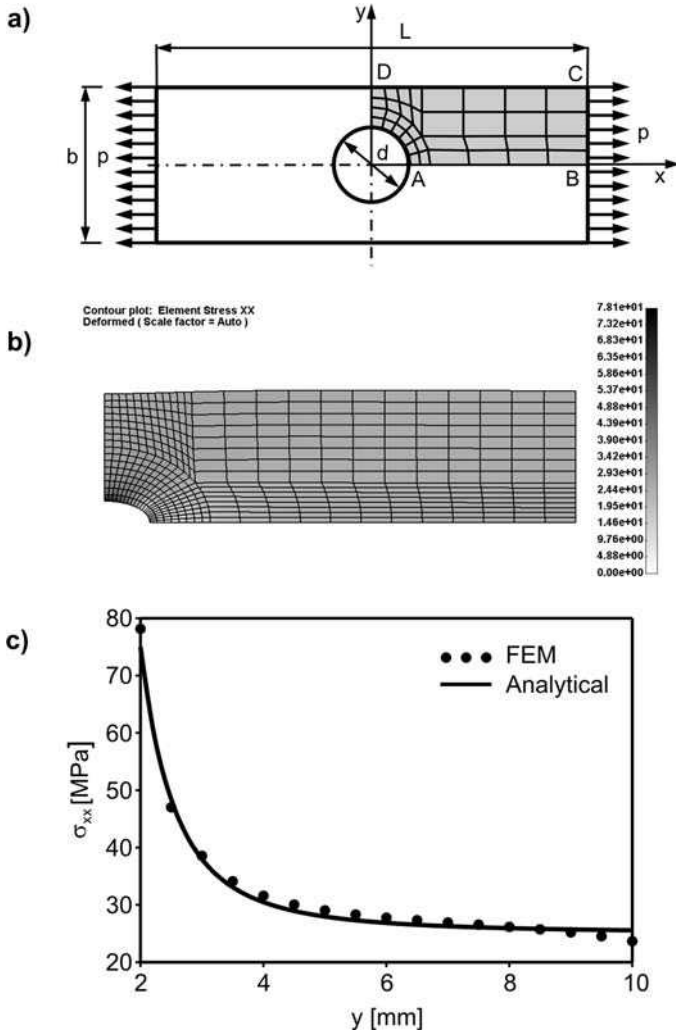 a)
y
L
D
C
b
p
d
p
A
B
x
Contour plot: Element Stress XX
Deformed ( Scale factor = Auto )
b)
7.81e+01
7.32e+01
6.83e+01
6.35e+01
5.86e+01
5.37e+01
4.88e+01
4.39e+01
3.90e+01
3.42e+01
2.93e+01
2.44e+01
1.95e+01
1.46e+01
9.76e+00
4.88e+00
0.00e+00
c)
80
70
60
50
40
30
20
σxx [MPa]
FEM
Analytical
2 4 6 8 10
y [mm]